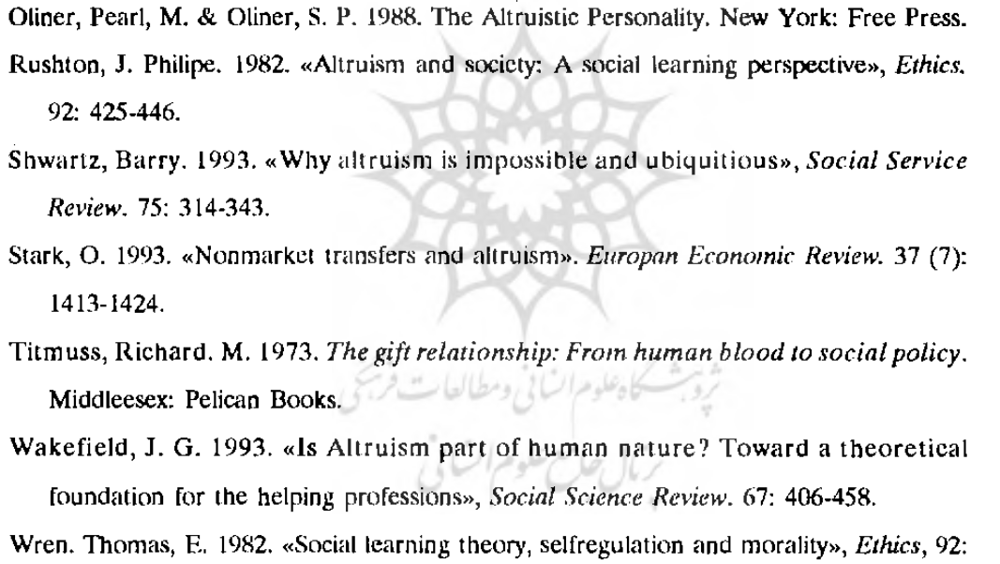 Oliner, Pearl, M. & Oliner, S. P. 1988. The Altruistic Personality. New York: Free Press.
Rushton, J. Philipe. 1982. «Altruism and society: A social learning perspective», Ethics.
92: 425-446.
Shwartz, Barry. 1993. «Why altruism is impossible and ubiquitious», Social Service
Review. 75: 314-343.
Stark, O. 1993. «Nonmarket transfers and altruism». Europan Economic Review. 37 (7):
1413-1424.
Titmuss, Richard. M. 1973. The gift relationship: From human blood to social policy.
پژوهشگاه علوم انسانی و مطالعات فرهنگی
Middleesex: Pelican Books.
Wakefield, J. G. 1993. «Is Altruism part of human nature? Toward a theoretical
پرتال جامع علوم انسانی
foundation for the helping professions», Social Science Review. 67: 406-458.
Wren. Thomas, E. 1982. «Social learning theory, selfregulation and morality», Ethics, 92: